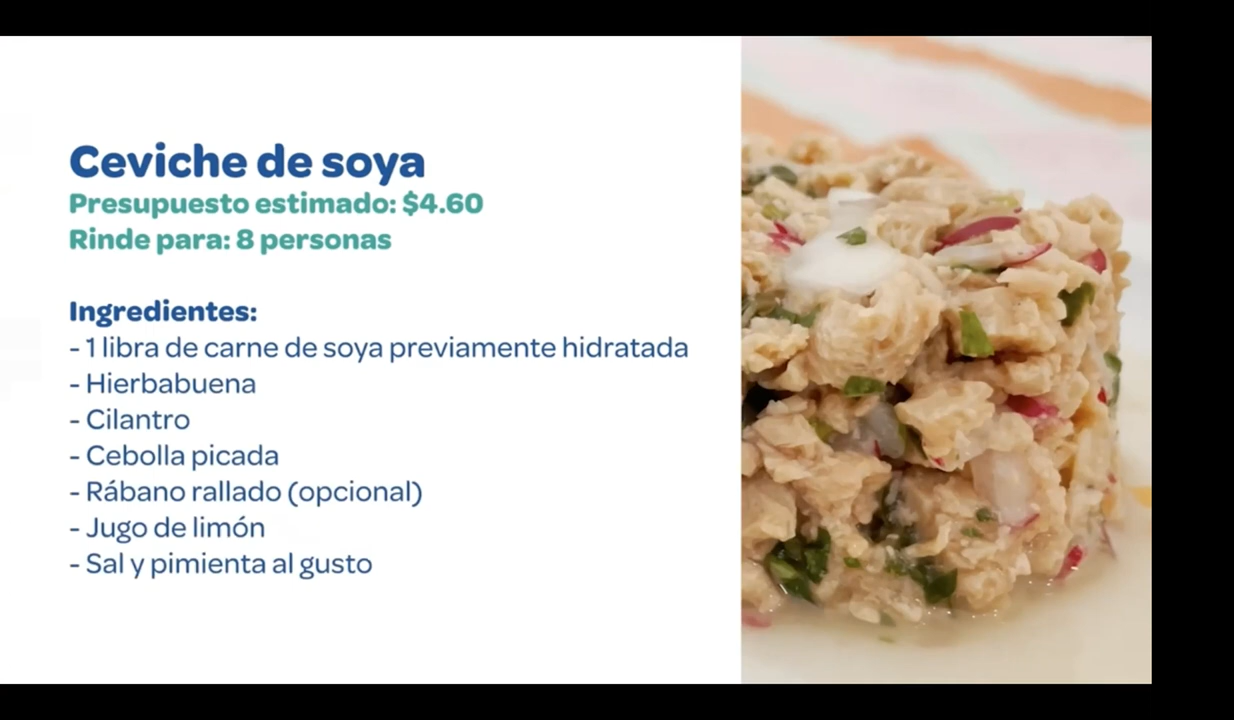 Ceviche de soya
Presupuesto estimado: $4.60
Rinde para: 8 personas
Ingredientes:
- 1 libra de carne de soya previamente hidratada
- Hierbabuena
- Cilantro
- Cebolla picada
- Rábano rallado (opcional)
- Jugo de limón
- Sal y pimienta al gusto